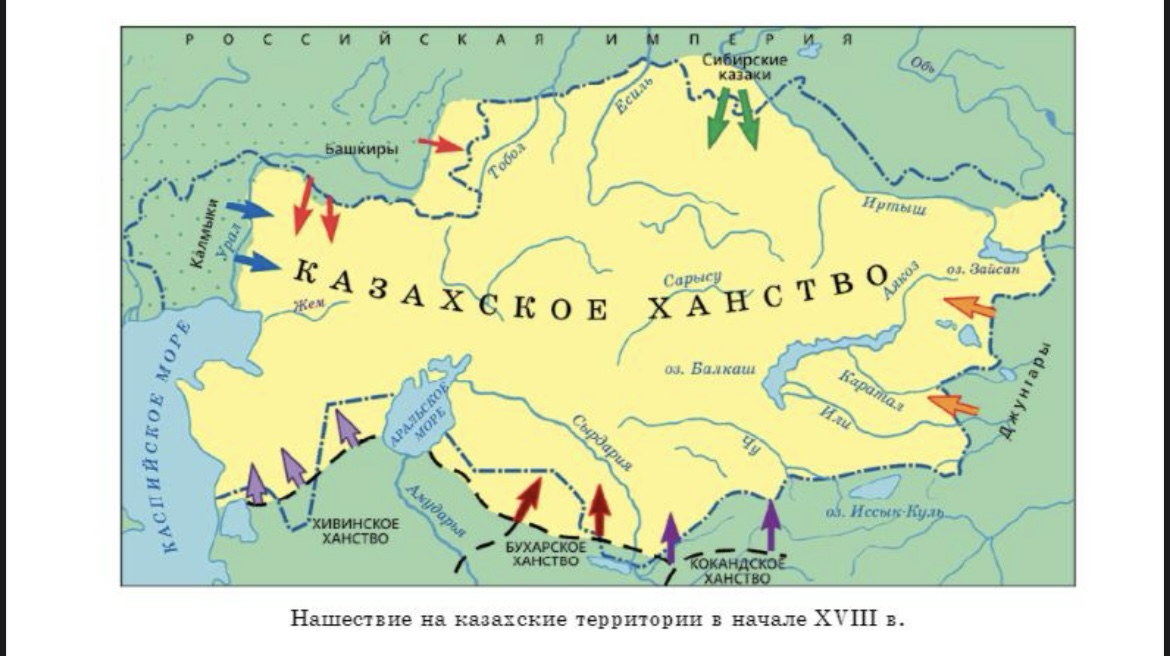 РОССИЙСКАЯ ИМПЕРИЯ
Сибирские
казаки
Обь
Есиль
Башкиры
Тобол
Калмыки
Урал
Иртыш
КАЗАХСКОЕ ХАНСТВО
Жем
Сарысу
Аякоз
оз. Зайсан
КАСПИЙСКОЕ МОРЕ
АРАЛЬСКОЕ
МОРЕ
оз. Балкаш
Каратал
Или
Джунгары
Сырдария
Чу
Амударья
оз. Иссык-Куль
ХИВИНСКОЕ
ХАНСТВО
БУХАРСКОЕ
ХАНСТВО
КОКАНДСКОЕ
ХАНСТВО
Нашествие на казахские территории в начале XVIII в.